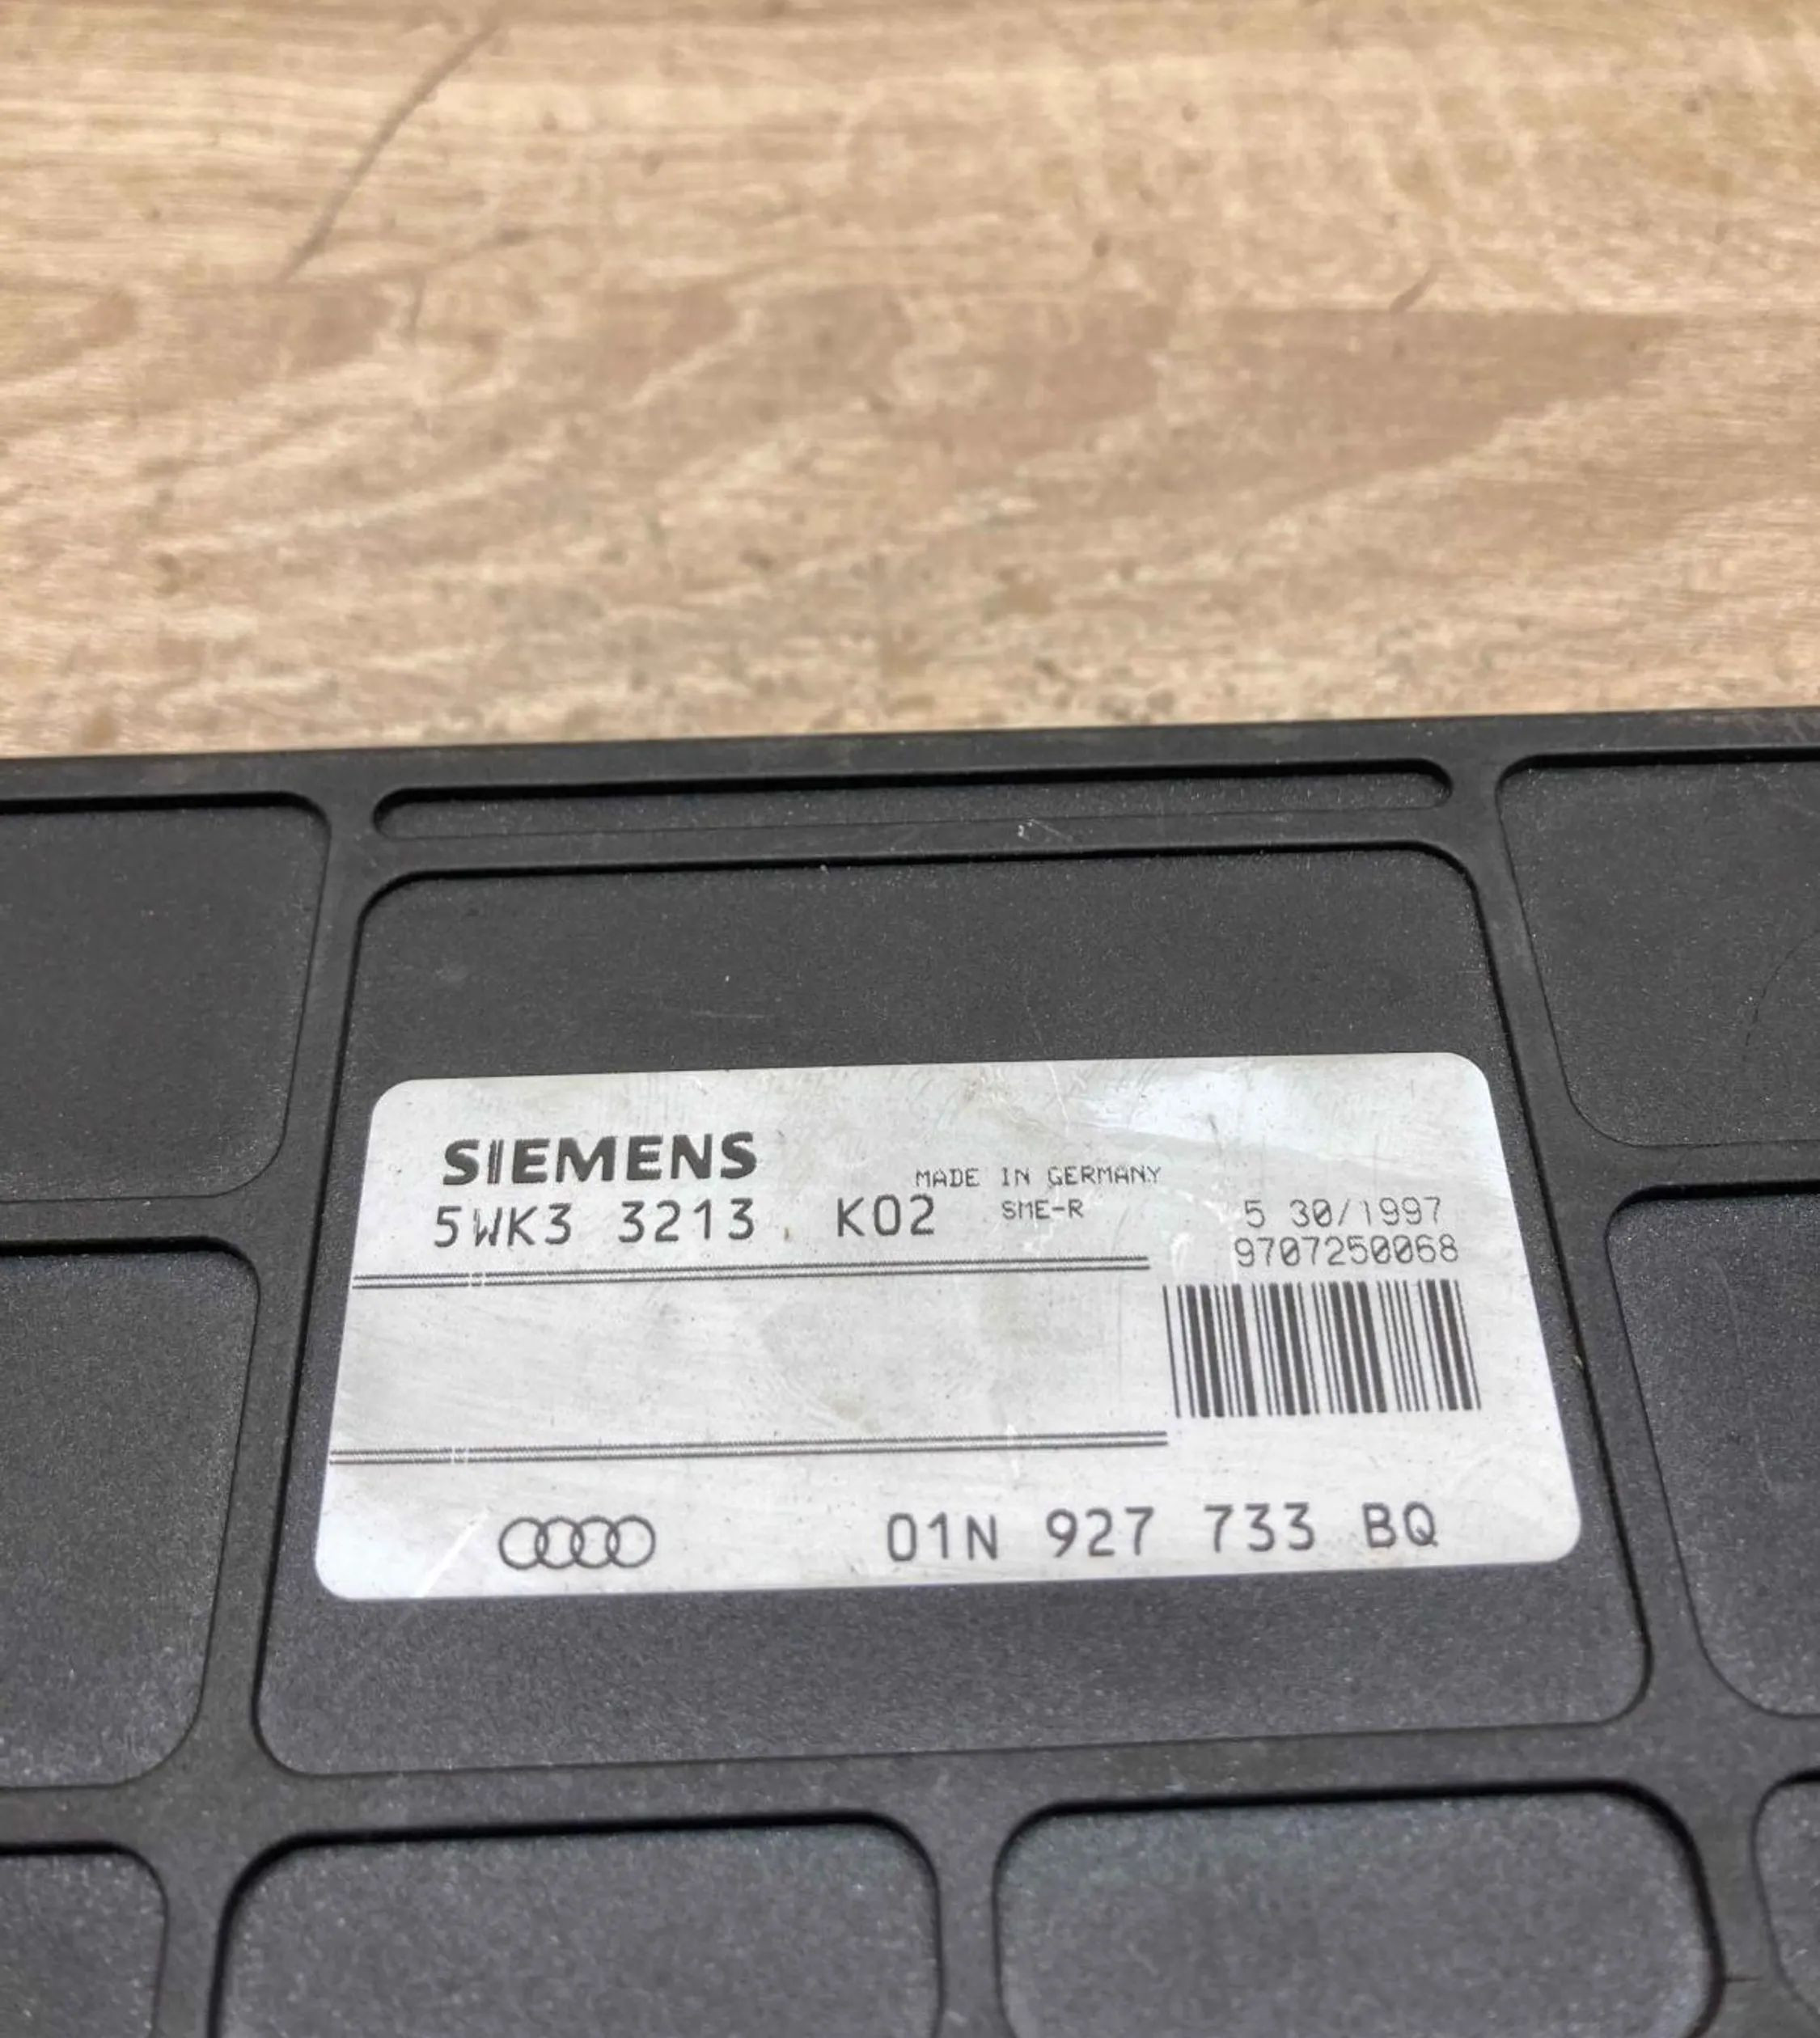 SIEMENS
MADE IN GERMANY
5WK3 3213 K02 SME-R 5 30/1997
9707250068
01N 927 733 BQ